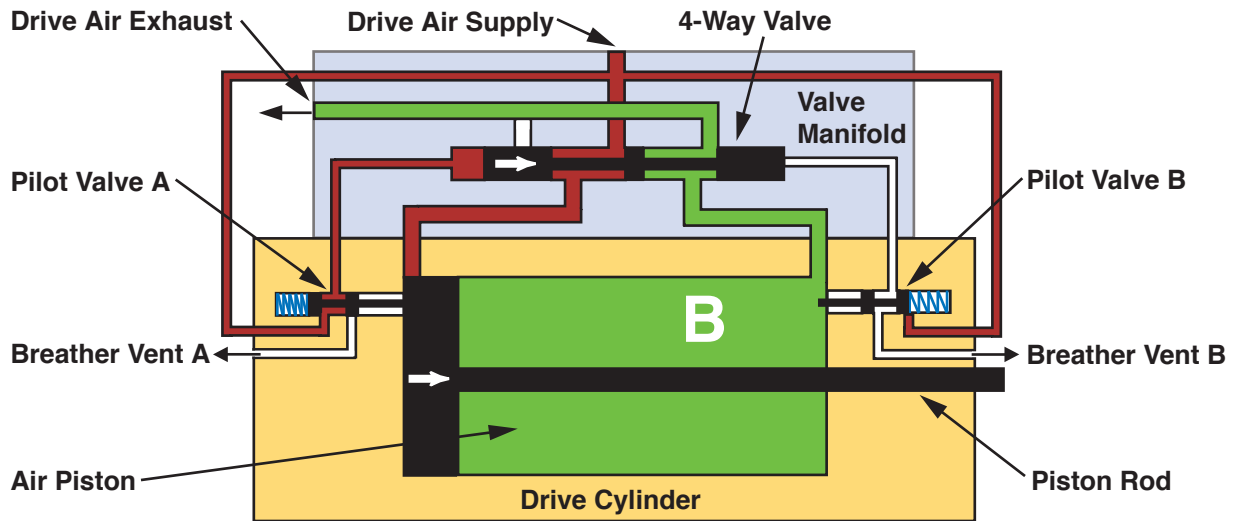 Drive Air Exhaust
Drive Air Supply
4-Way Valve
Valve
Manifold
Pilot Valve A
Pilot Valve B
B
Breather Vent A
Breather Vent B
Air Piston
Drive Cylinder
Piston Rod